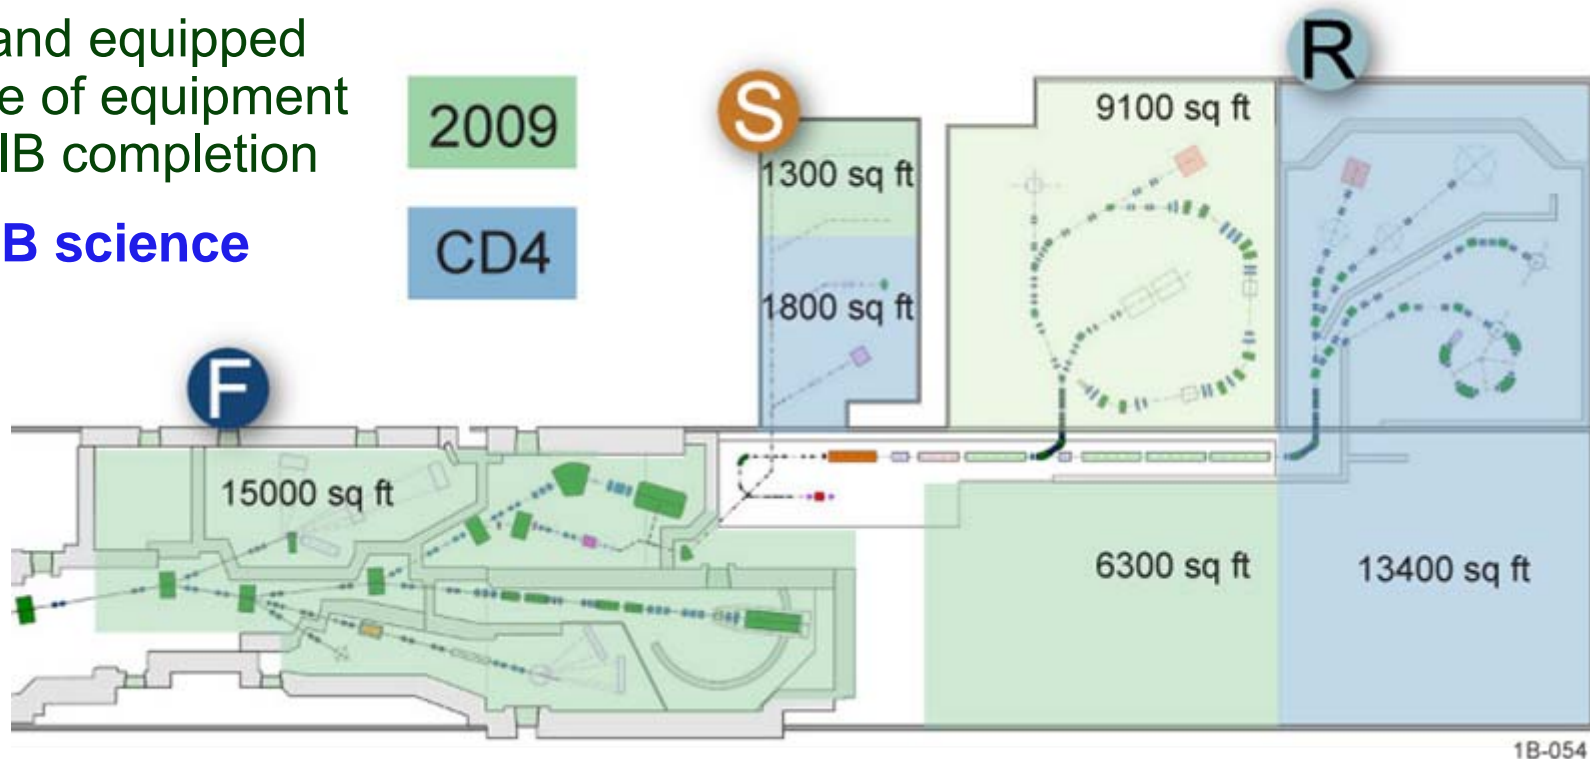 and equipped
e of equipment
IB completion
B science
2009
CD4
S
R
F
1300 sq ft
1800 sq ft
9100 sq ft
15000 sq ft
6300 sq ft
13400 sq ft
1B-054